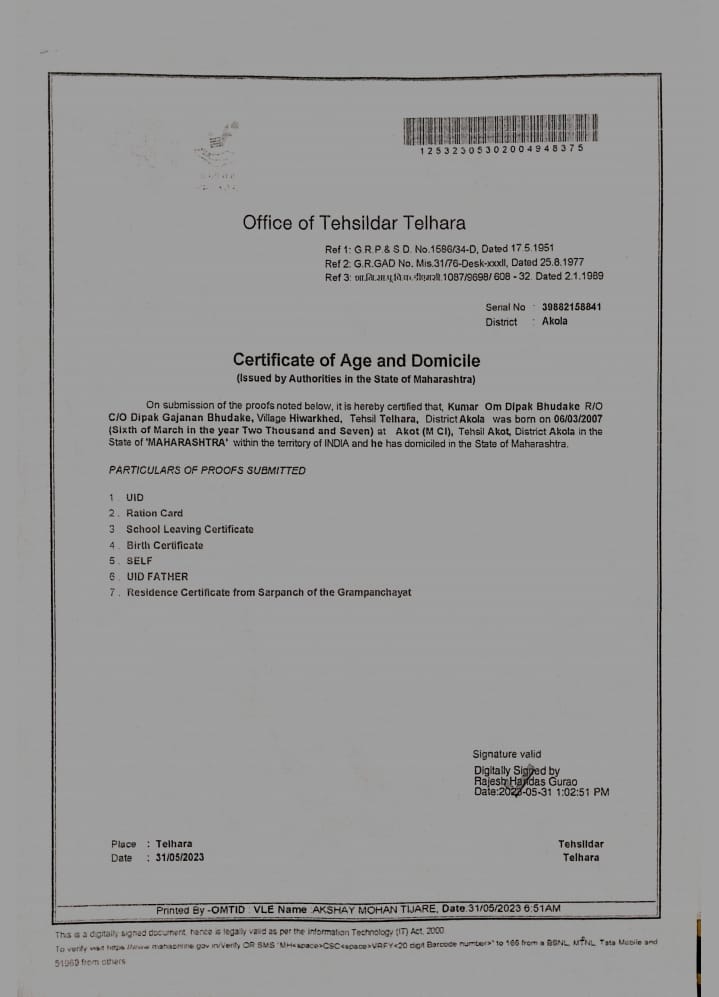 12532305302004948375
Office of Tehsildar Telhara
Ref 1: G.R.P.& S.D. No.1586/34-D, Dated 17.5.1951
Ref 2: G.R.GAD No. Mis.31/76-Desk-xxxII, Dated 25.8.1977
1087/9698/ 608 - 32. Dated 2.1.1989
Serial No : 39882158841
District : Akola
Certificate of Age and Domicile
(Issued by Authorities in the State of Maharashtra)
On submission of the proofs noted below, it is hereby certified that, Kumar Om Dipak Bhudake R/O
C/O Dipak Gajanan Bhudake, Village Hiwarkhed, Tehsil Telhara, District Akola was born on 06/03/2007
(Sixth of March in the year Two Thousand and Seven) at Akot (M CI), Tehsil Akot, District Akola in the
State of 'MAHARASHTRA' within the territory of INDIA and he has domiciled in the State of Maharashtra.
PARTICULARS OF PROOFS SUBMITTED
1 UID
2 . Ration Card
3 School Leaving Certificate
4 . Birth Certificate
5 . SELF
6 . UID FATHER
7 . Residence Certificate from Sarpanch of the Grampanchayat
Signature valid
Digitally Signed by
Rajesh Haridas Gurao
Date:2023-05-31 1:02:51 PM
Place : Telhara
Date : 31/05/2023
Tehsildar
Telhara
Printed By -OMTID : VLE Name :AKSHAY MOHAN TIJARE, Date:31/05/2023 6:51AM
This is a digitally signed document, hence is legally valid as per the Information Technology (IT) Act, 2000.
To verify visit https://www.mahaonline.gov.in/Verify OR SMS "MH<space>CSC<space>VRFY<20 digit Barcode number>" to 166 from a BSNL, MTNL, Tata Mobile and
51969 from others